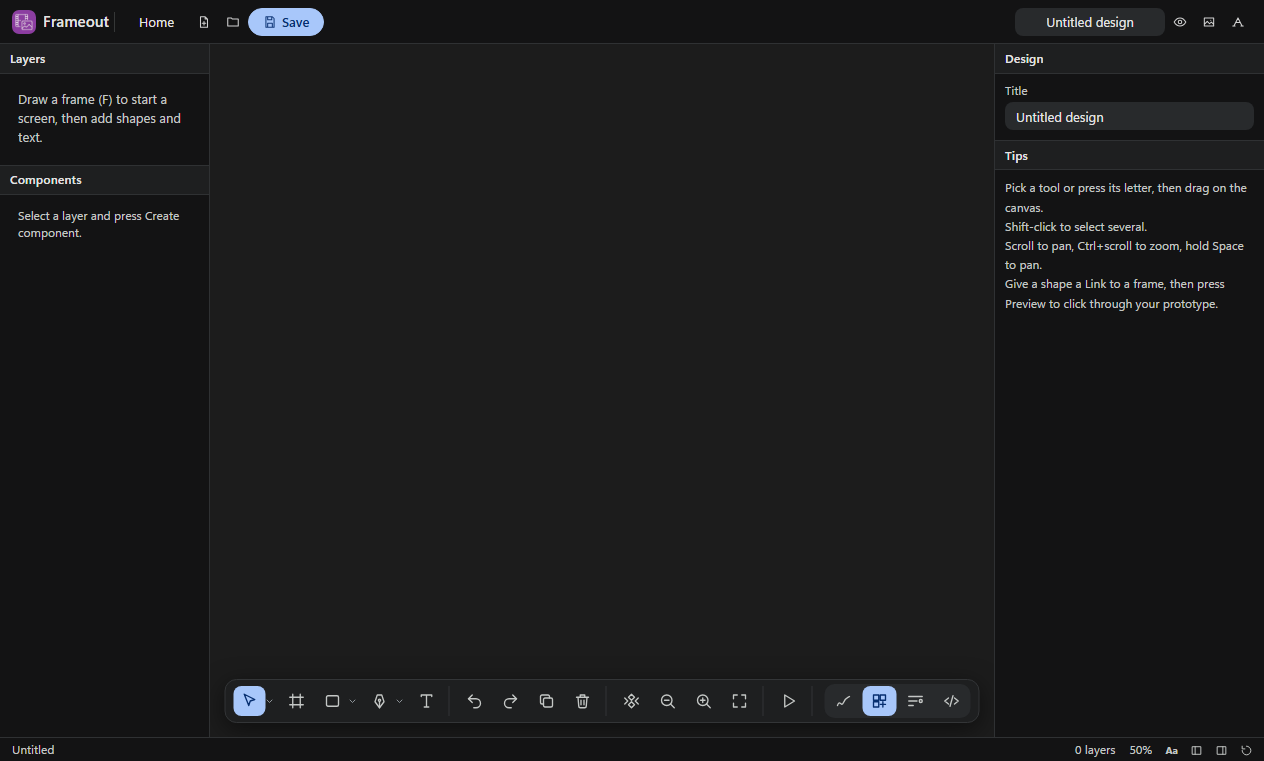 Frameout
Home
Save
Untitled design
Layers
Draw a frame (F) to start a
screen, then add shapes and
text.
Components
Select a layer and press Create
component.
Design
Title
Untitled design
Tips
Pick a tool or press its letter, then drag on the
canvas.
Shift-click to select several.
Scroll to pan, Ctrl+scroll to zoom, hold Space
to pan.
Give a shape a Link to a frame, then press
Preview to click through your prototype.
Untitled
0 layers
50%
Aa